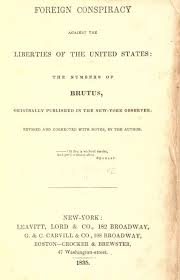 FOREIGN CONSPIRACY
AGAINST THE
LIBERTIES OF THE UNITED STATES:
THE NUMBERS OF
BRUTUS,
ORIGINALLY PUBLISHED IN THE NEW-YORK OBSERVER,
REVISED AND CORRECTED WITH NOTES, BY THE AUTHOR.
NEW-YORK:
LEAVITT, LORD & CO., 182 BROADWAY,
G. & C. CARVILL & CO., 108 BROADWAY,
BOSTON—CROCKER & BREWSTER,
47 Washington-street.
1835.